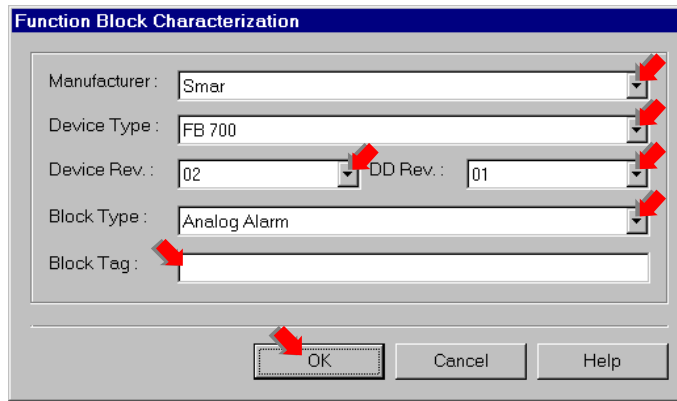 Function Block Characterization
Manufacturer : Smar
Device Type : FB 700
Device Rev. : 02 DD Rev. : 01
Block Type : Analog Alarm
Block Tag :
OK Cancel Help